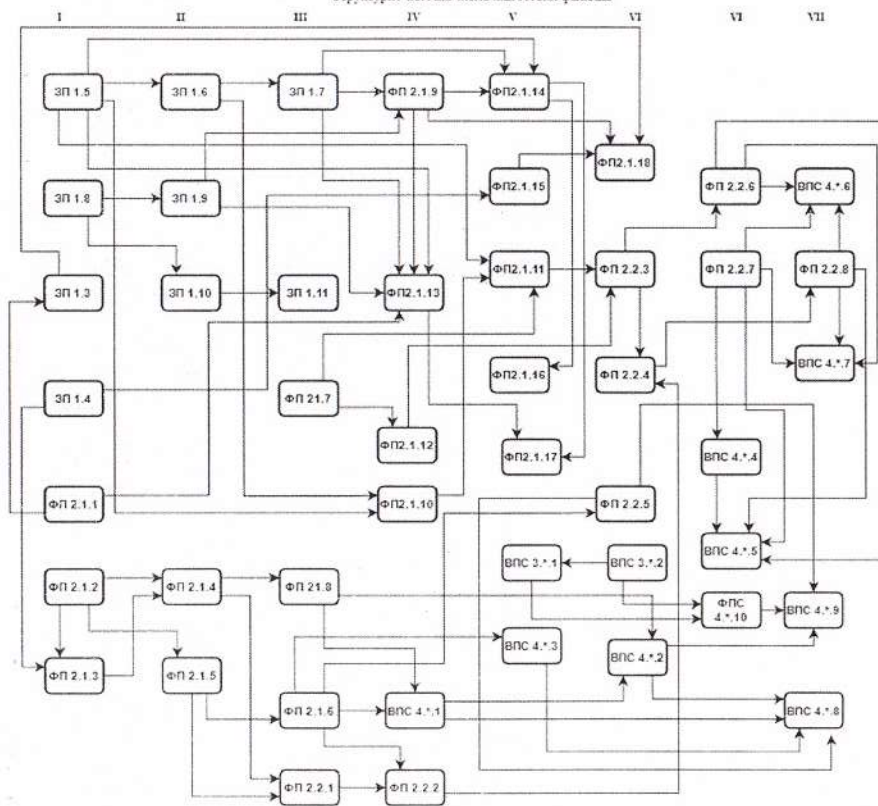 I II III IV V VI VI VII
ЗП 1.5 ЗП 1.6 ЗП 1.7 ФП 2.1.9 ФП2.1.14
ФП2.1.18
ЗП 1.8 ЗП 1.9 ФП2.1.15 ФП 2.2.6 ВПС 4.*.6
ЗП 1.3 ЗП 1.10 ЗП 1.11 ФП2.1.13 ФП2.1.11 ФП 2.2.3 ФП 2.2.7 ФП 2.2.8
ЗП 1.4 ФП 21.7 ФП2.1.16 ФП 2.2.4 ВПС 4.*.7
ФП2.1.12 ФП2.1.17 ВПС 4.*.4
ФП 2.1.1 ФП2.1.10 ФП 2.2.5
ВПС 4.*.5
ФП 2.1.2 ФП 2.1.4 ФП 21.8 ВПС 3.*.1 ВПС 3.*.2
ФПС
4.*.10
ВПС 4.*.9
ФП 2.1.3 ФП 2.1.5 ВПС 4.*.3 ВПС 4.*.2
ФП 2.1.6 ВПС 4.*.1 ВПС 4.*.8
ФП 2.2.1 ФП 2.2.2